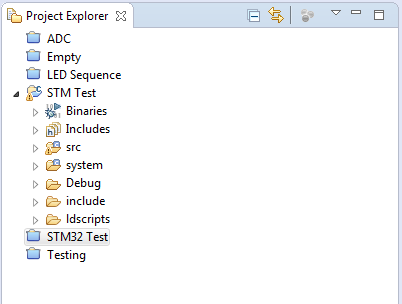 Project Explorer
ADC
Empty
LED Sequence
STM Test
Binaries
Includes
src
system
Debug
include
ldscripts
STM32 Test
Testing